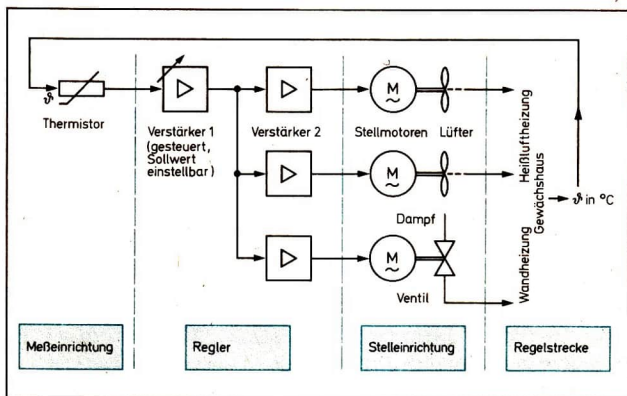 ϑ
Thermistor
Verstärker 1
(gesteuert,
Sollwert
einstellbar)
Verstärker 2
M
~
Stellmotoren
Lüfter
M
~
Dampf
M
~
Ventil
Heißluftheizung
Gewächshaus
Wandheizung
ϑ in °C
Meßeinrichtung
Regler
Stelleinrichtung
Regelstrecke